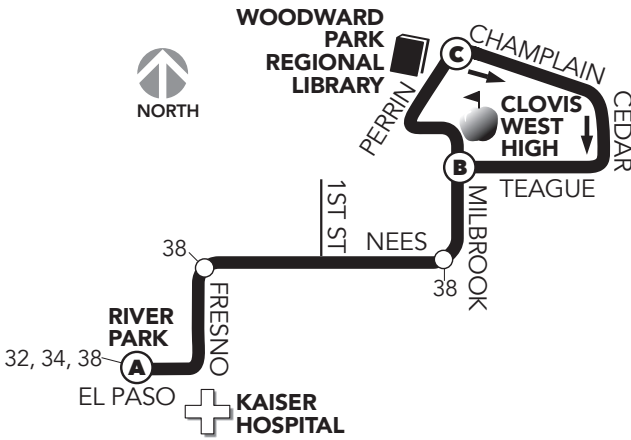 WOODWARD
PARK
REGIONAL
LIBRARY
C
CHAMPLAIN
NORTH
PERRIN
CLOVIS
WEST
HIGH
CEDAR
B
TEAGUE
1ST ST
NEES
MILBROOK
38
38
RIVER
PARK
FRESNO
32, 34, 38
A
EL PASO
KAISER
HOSPITAL